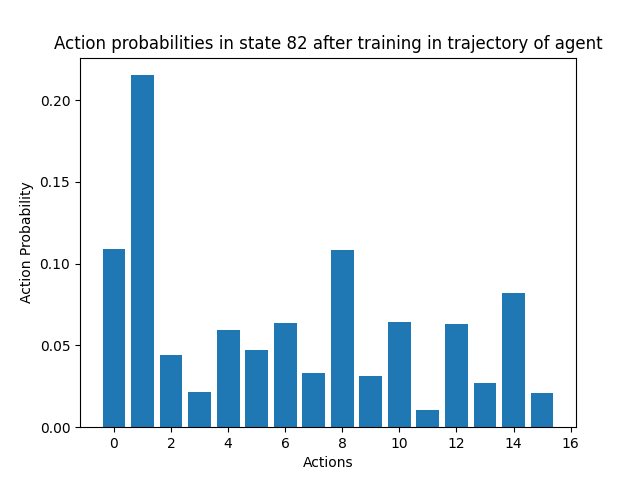 Action probabilities in state 82 after training in trajectory of agent
Action Probability
0.20
0.15
0.10
0.05
0.00
0 2 4 6 8 10 12 14 16
Actions